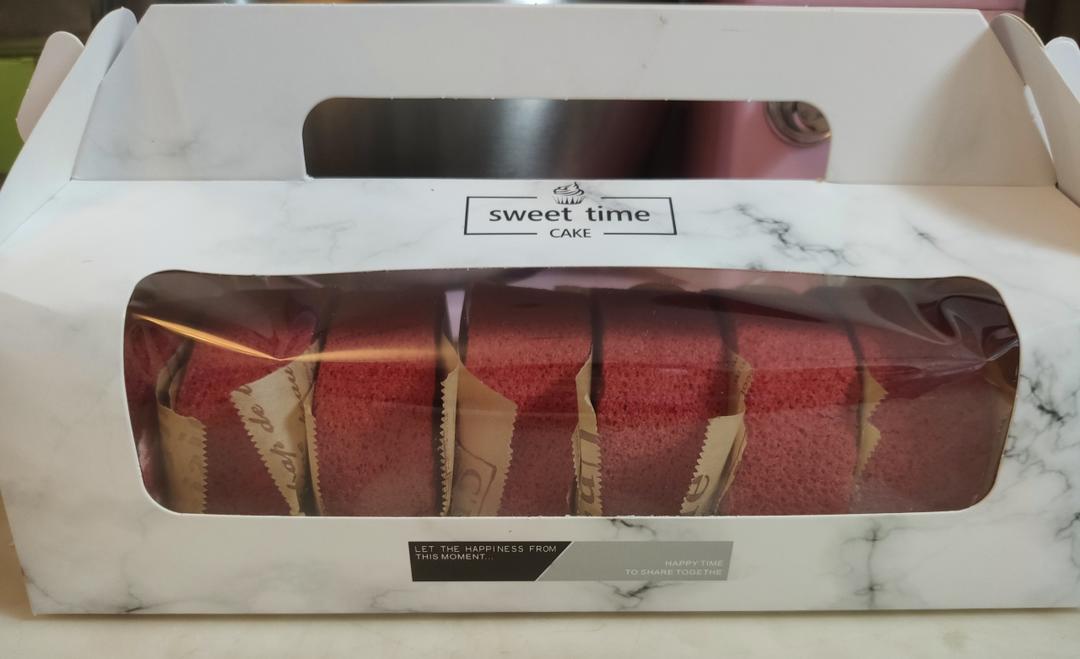 sweet time
CAKE
LET THE HAPPINESS FROM
THIS MOMENT...
HAPPY TIME
TO SHARE TOGETHE